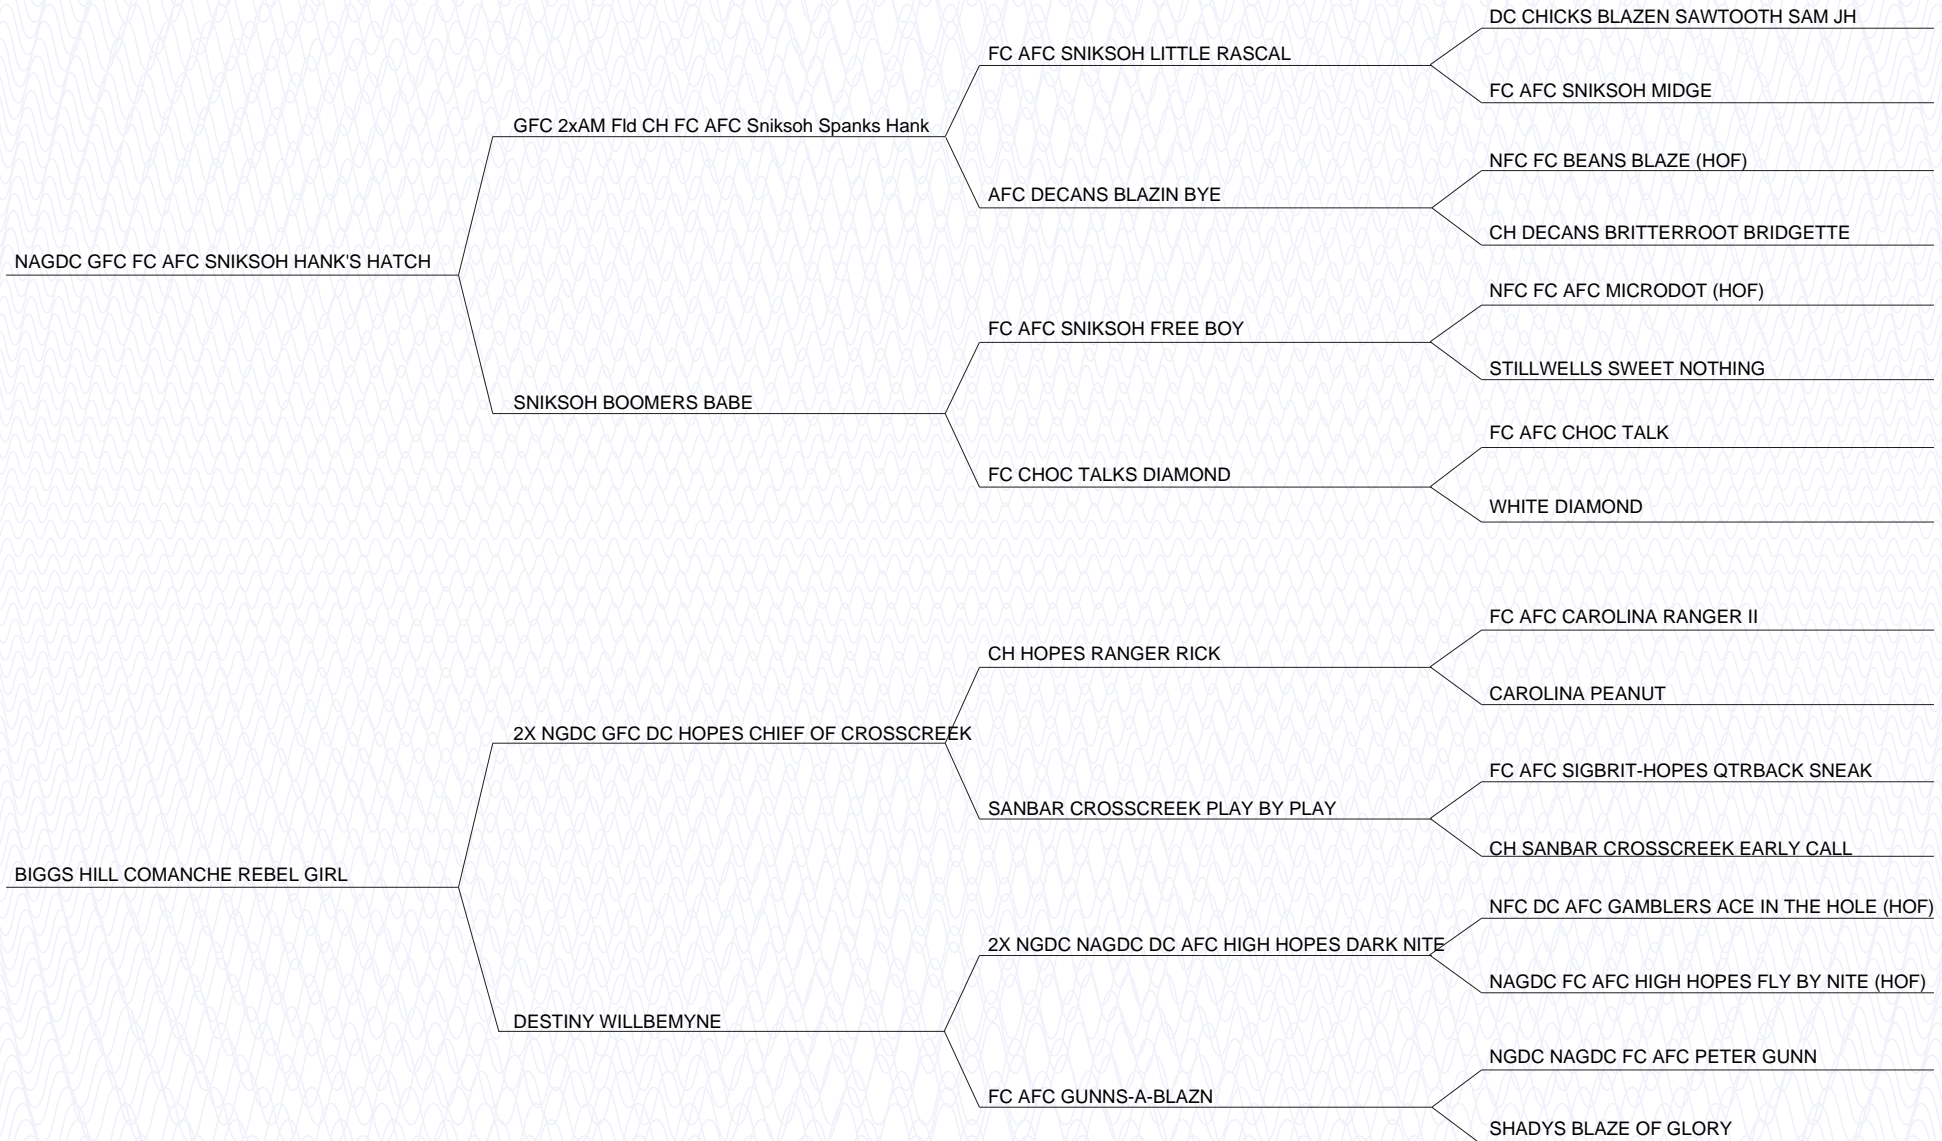 DC CHICKS BLAZEN SAWTOOTH SAM JH
FC AFC SNIKSOH LITTLE RASCAL
FC AFC SNIKSOH MIDGE
GFC 2xAM Fld CH FC AFC Sniksoh Spanks Hank
NFC FC BEANS BLAZE (HOF)
AFC DECANS BLAZIN BYE
CH DECANS BRITTERROOT BRIDGETTE
NAGDC GFC FC AFC SNIKSOH HANK'S HATCH
NFC FC AFC MICRODOT (HOF)
FC AFC SNIKSOH FREE BOY
STILLWELLS SWEET NOTHING
SNIKSOH BOOMERS BABE
FC AFC CHOC TALK
FC CHOC TALKS DIAMOND
WHITE DIAMOND
FC AFC CAROLINA RANGER II
CH HOPES RANGER RICK
CAROLINA PEANUT
2X NGDC GFC DC HOPES CHIEF OF CROSSCREEK
FC AFC SIGBRIT-HOPES QTRBACK SNEAK
SANBAR CROSSCREEK PLAY BY PLAY
CH SANBAR CROSSCREEK EARLY CALL
BIGGS HILL COMANCHE REBEL GIRL
NFC DC AFC GAMBLERS ACE IN THE HOLE (HOF)
2X NGDC NAGDC DC AFC HIGH HOPES DARK NITE
NAGDC FC AFC HIGH HOPES FLY BY NITE (HOF)
DESTINY WILLBEMYNE
NGDC NAGDC FC AFC PETER GUNN
FC AFC GUNNS-A-BLAZN
SHADYS BLAZE OF GLORY